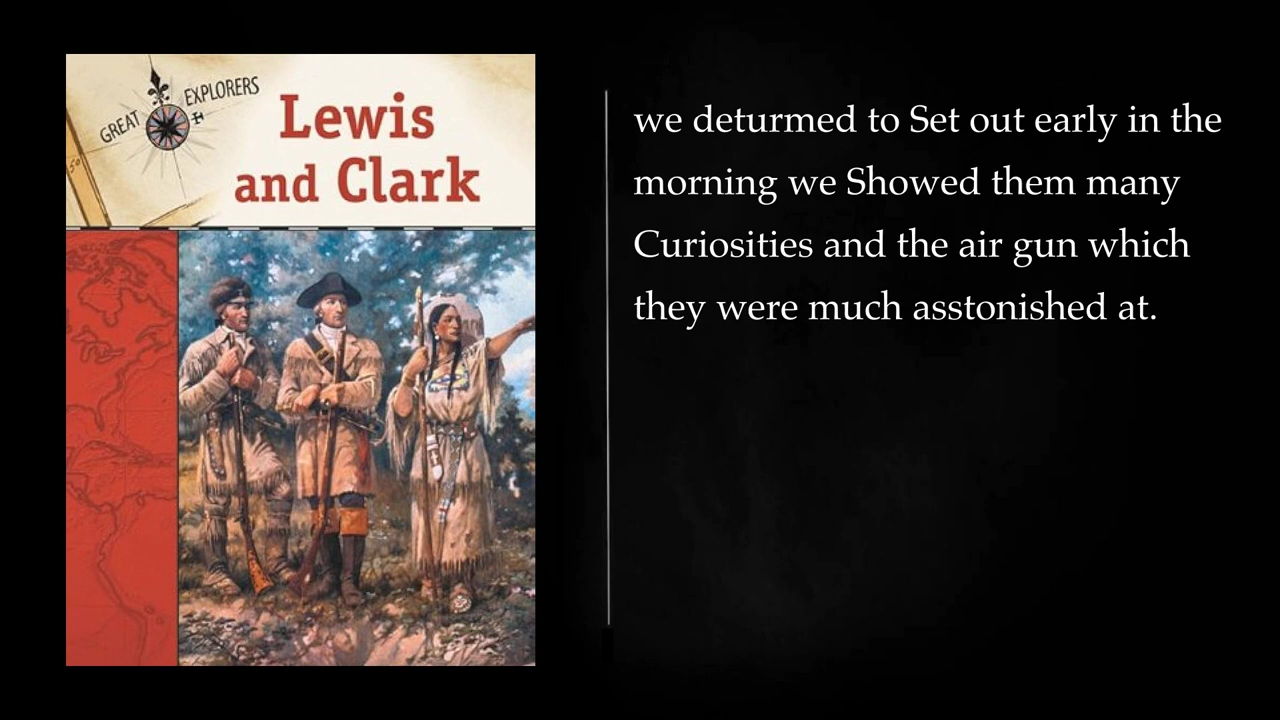 GREAT EXPLORERS
Lewis
and Clark
50
we deturmed to Set out early in the
morning we Showed them many
Curiosities and the air gun which
they were much asstonished at.